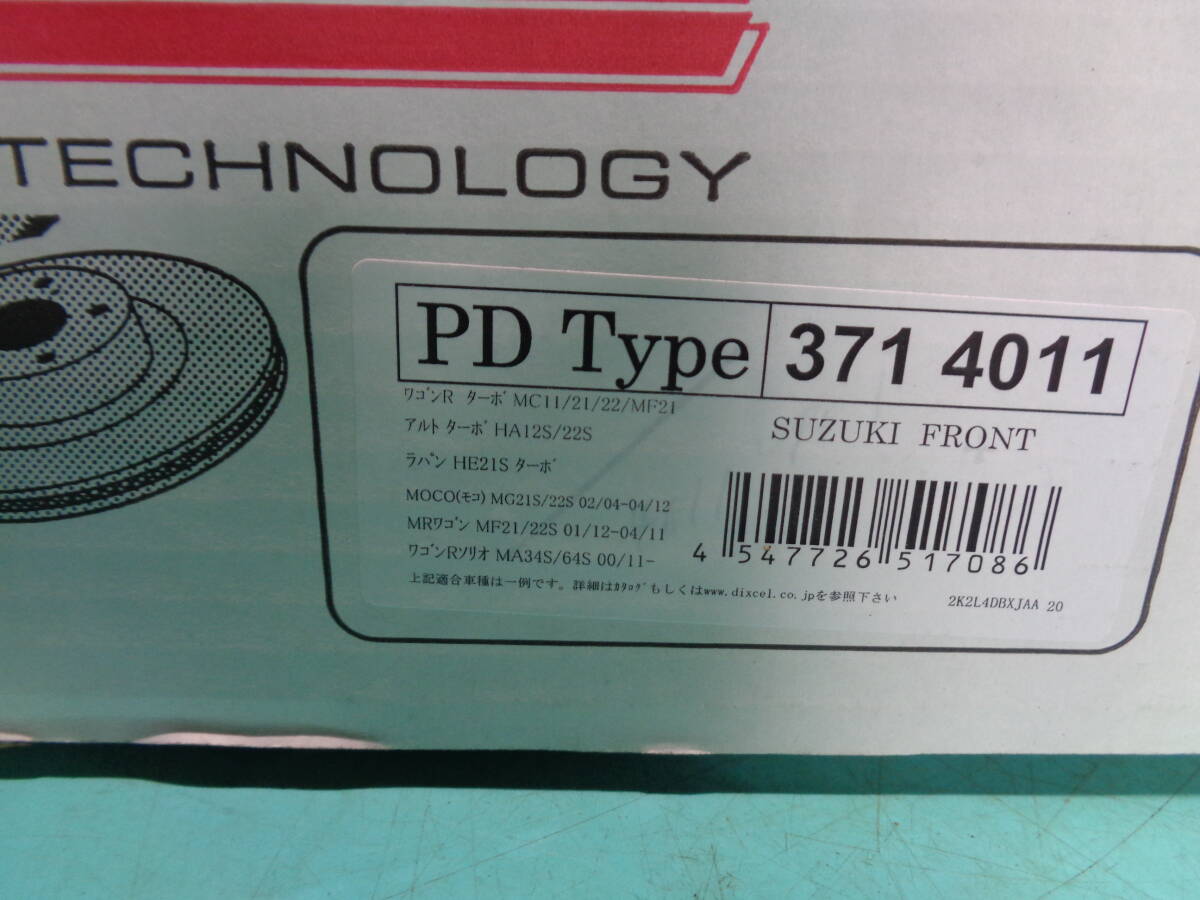 TECHNOLOGY
PD Type 371 4011
ワゴンR ターボ MC11/21/22/MF21
アルト ターボ HA12S/22S
SUZUKI FRONT
ラパン HE21S ターボ
MOCO(モコ) MG21S/22S 02/04-04/12
MRワゴン MF21/22S 01/12-04/11
ワゴンRソリオ MA34S/64S 00/11-
4 547726 517086
上記適合車種は一例です。詳細はカタログもしくはwww.dixcel.co.jpを参照下さい
2K2L4DBXJAA 20